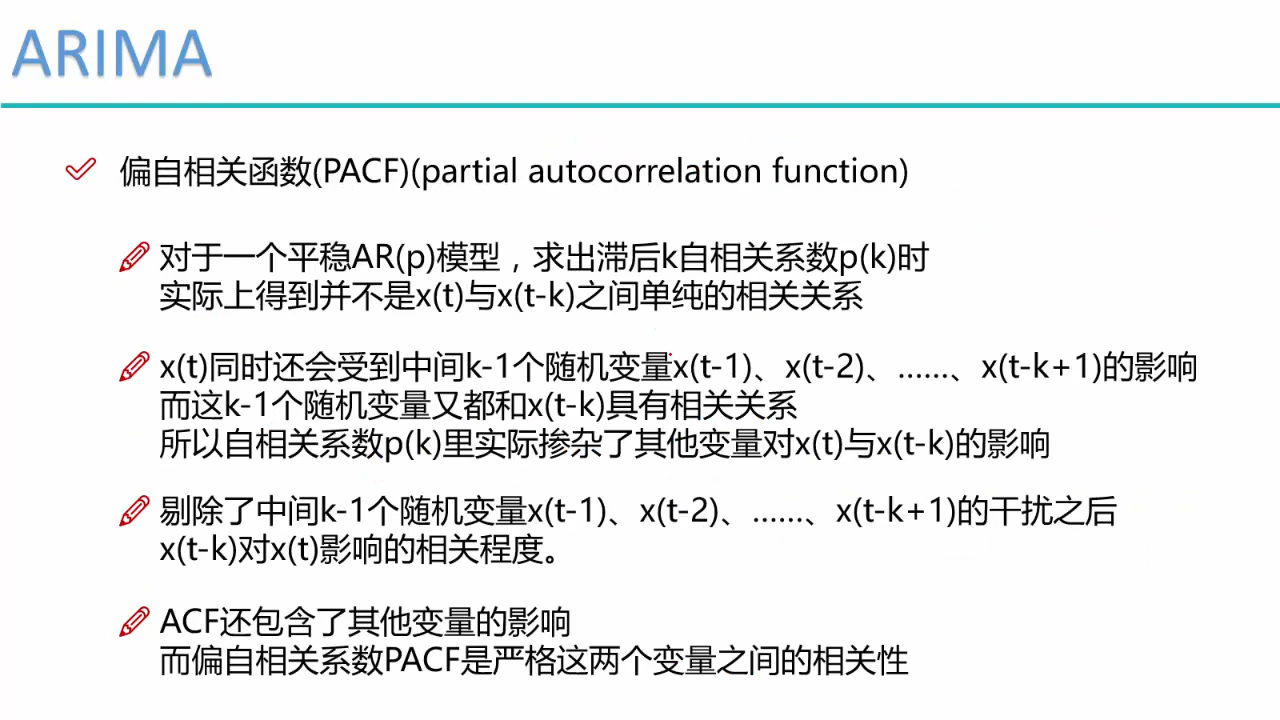 ARIMA
偏自相关函数(PACF)(partial autocorrelation function)
对于一个平稳AR(p)模型，求出滞后k自相关系数p(k)时
实际上得到并不是x(t)与x(t-k)之间单纯的相关关系
x(t)同时还会受到中间k-1个随机变量x(t-1)、x(t-2)、……、x(t-k+1)的影响
而这k-1个随机变量又都和x(t-k)具有相关关系
所以自相关系数p(k)里实际掺杂了其他变量对x(t)与x(t-k)的影响
剔除了中间k-1个随机变量x(t-1)、x(t-2)、……、x(t-k+1)的干扰之后
x(t-k)对x(t)影响的相关程度。
ACF还包含了其他变量的影响
而偏自相关系数PACF是严格这两个变量之间的相关性